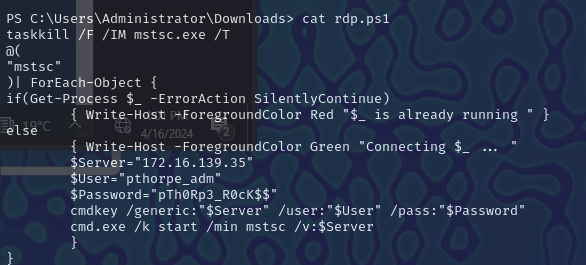 PS C:\Users\Administrator\Downloads> cat rdp.ps1
taskkill /F /IM mstsc.exe /T
@(
"mstsc"
)| ForEach-Object {
if(Get-Process $_ -ErrorAction SilentlyContinue)
        { Write-Host -ForegroundColor Red "$_ is already running " }
else
        { Write-Host -ForegroundColor Green "Connecting $_ ... "
        $Server="172.16.139.35"
        $User="pthorpe_adm"
        $Password="pTh0Rp3_R0cK$$"
        cmdkey /generic:"$Server" /user:"$User" /pass:"$Password"
        cmd.exe /k start /min mstsc /v:$Server
        }
}
19°C
4/16/2024
2